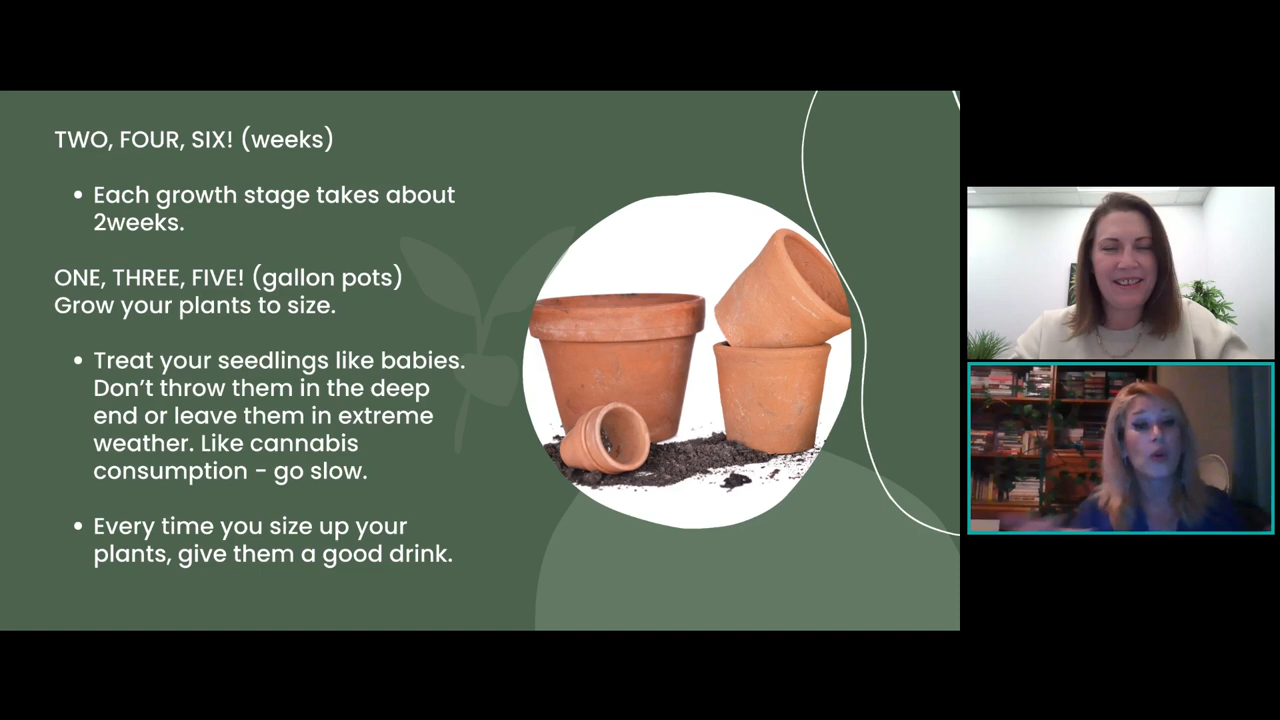 TWO, FOUR, SIX! (weeks)
• Each growth stage takes about
2weeks.
ONE, THREE, FIVE! (gallon pots)
Grow your plants to size.
• Treat your seedlings like babies.
Don't throw them in the deep
end or leave them in extreme
weather. Like cannabis
consumption - go slow.
• Every time you size up your
plants, give them a good drink.